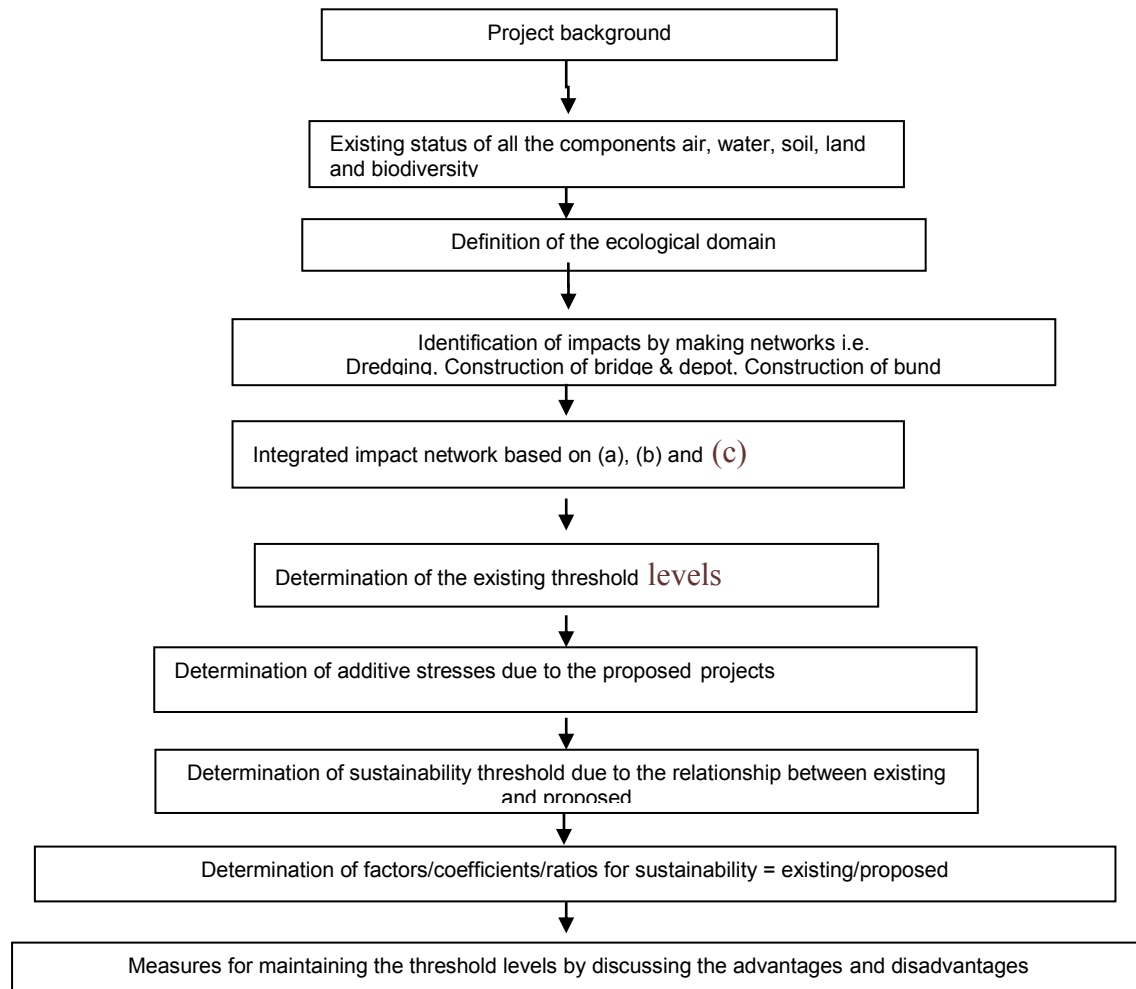 Project background
Existing status of all the components air, water, soil, land
and biodiversity
Definition of the ecological domain
Identification of impacts by making networks i.e.
Dredging, Construction of bridge & depot, Construction of bund
Integrated impact network based on (a), (b) and (c)
Determination of the existing threshold levels
Determination of additive stresses due to the proposed projects
Determination of sustainability threshold due to the relationship between existing
and proposed
Determination of factors/coefficients/ratios for sustainability = existing/proposed
Measures for maintaining the threshold levels by discussing the advantages and disadvantages